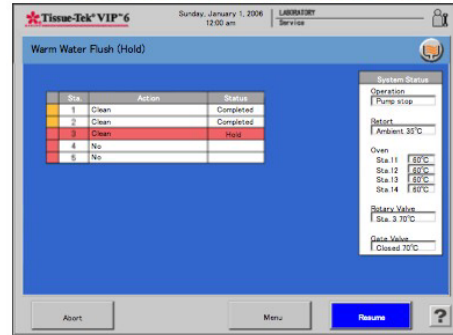 Tissue-Tek® VIP™6
Sunday, January 1, 2006
12:00 am
LABORATORY
Service
Warm Water Flush (Hold)
Sta. Action Status
1 Clean Completed
2 Clean Completed
3 Clean Hold
4 No
5 No
System Status
Operation
Pump stop
Retort
Ambient 35°C
Oven
Sta.11 60°C
Sta.12 60°C
Sta.13 60°C
Sta.14 60°C
Rotary Valve
Sta. 3 70°C
Gate Valve
Closed 70°C
Abort
Menu
Resume
?